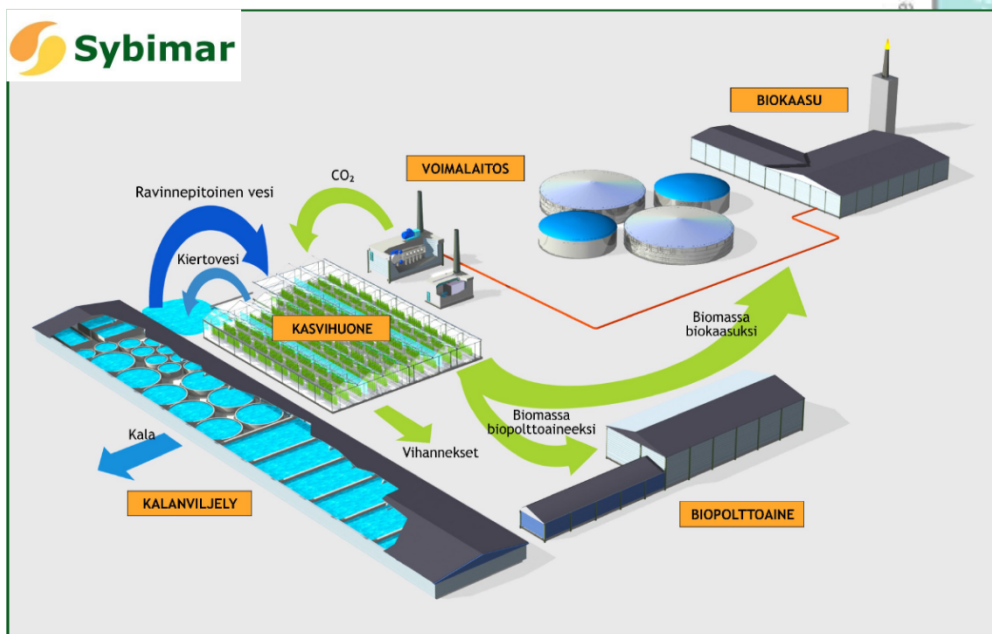 Sybimar
BIOKAASU
VOIMALAITOS
CO₂
Ravinnepitoinen vesi
Kiertovesi
KASVIHUONE
Biomassa
biokaasuksi
Biomassa
biopolttoaineeksi
Kala
Vihannekset
KALANVILJELY
BIOPOLTTOAINE